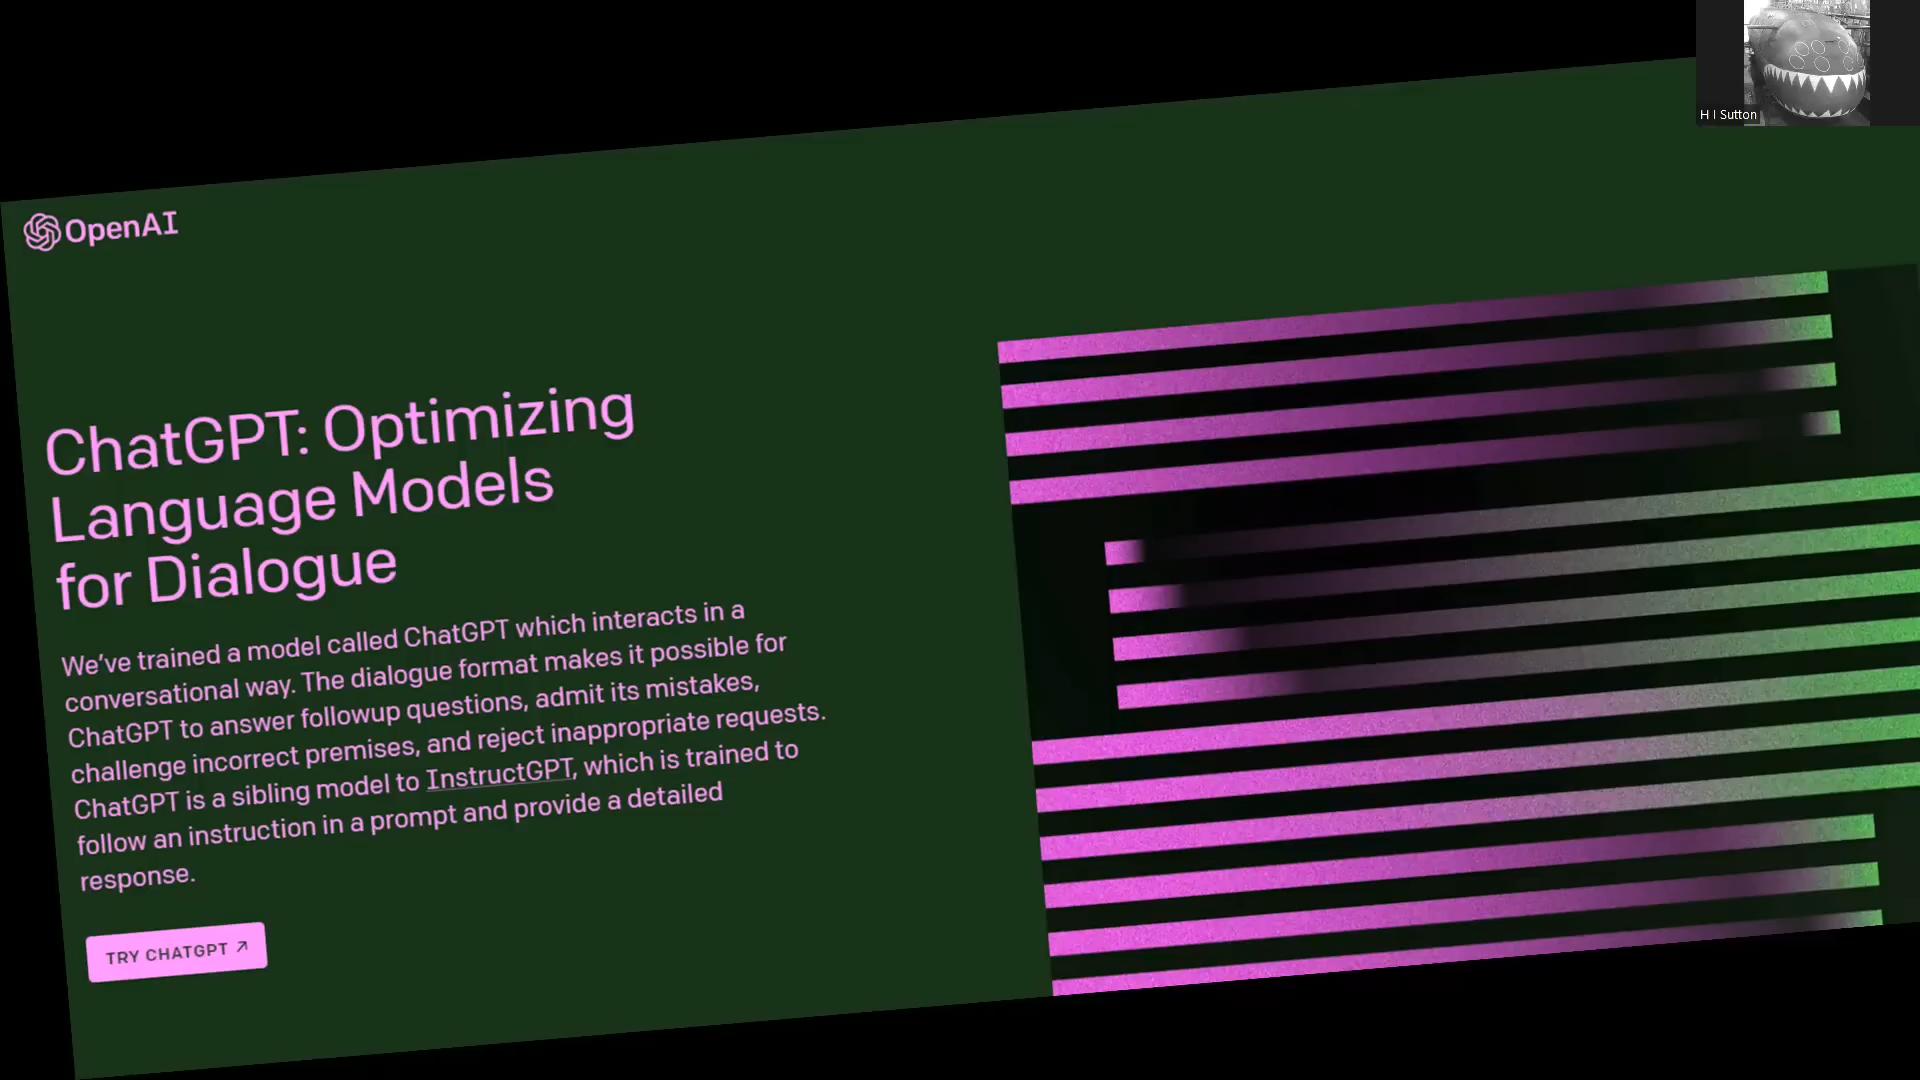 H I Sutton
OpenAI
ChatGPT: Optimizing
Language Models
for Dialogue
We’ve trained a model called ChatGPT which interacts in a
conversational way. The dialogue format makes it possible for
ChatGPT to answer followup questions, admit its mistakes,
challenge incorrect premises, and reject inappropriate requests.
ChatGPT is a sibling model to InstructGPT, which is trained to
follow an instruction in a prompt and provide a detailed
response.
TRY CHATGPT ↗